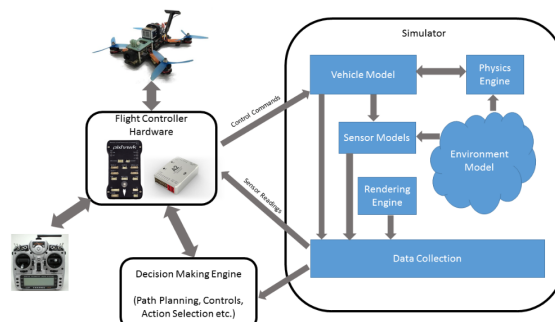 Simulator
Vehicle Model
Physics
Engine
Flight Controller
Hardware
pixhawk
Control Commands
Sensor Models
Environment
Model
Sensor Readings
Rendering
Engine
Data Collection
Decision Making Engine
(Path Planning, Controls,
Action Selection etc.)